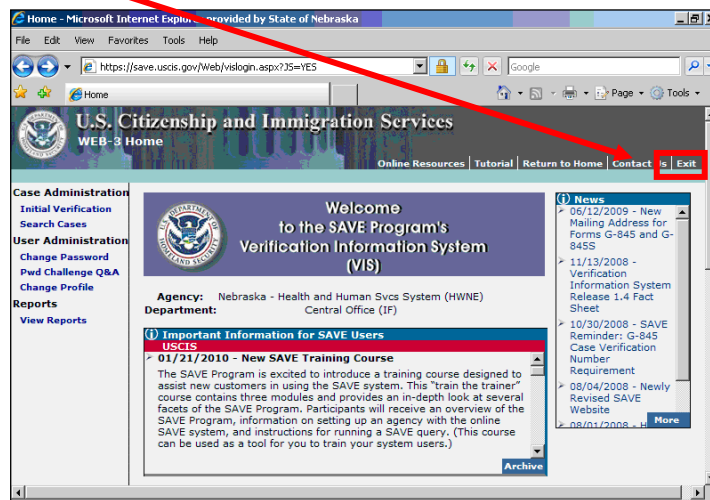 Home - Microsoft Internet Explorer provided by State of Nebraska
File Edit View Favorites Tools Help
https://save.uscis.gov/Web/vislogin.aspx?JS=YES
Google
Home
Page
Tools
U.S. Citizenship and Immigration Services
WEB-3 Home
Online Resources | Tutorial | Return to Home | Contact Us | Exit
Case Administration
Initial Verification
Search Cases
User Administration
Change Password
Pwd Challenge Q&A
Change Profile
Reports
View Reports
U.S. DEPARTMENT OF HOMELAND SECURITY
Welcome
to the SAVE Program's
Verification Information System
(VIS)
Agency: Nebraska - Health and Human Svcs System (HWNE)
Department: Central Office (IF)
(i) Important Information for SAVE Users
USCIS
01/21/2010 - New SAVE Training Course
The SAVE Program is excited to introduce a training course designed to
assist new customers in using the SAVE system. This "train the trainer"
course contains three modules and provides an in-depth look at several
facets of the SAVE Program. Participants will receive an overview of the
SAVE Program, information on setting up an agency with the online
SAVE system, and instructions for running a SAVE query. (This course
can be used as a tool for you to train your system users.)
Archive
(i) News
06/12/2009 - New
Mailing Address for
Forms G-845 and G-
845S
11/13/2008 -
Verification
Information System
Release 1.4 Fact
Sheet
10/30/2008 - SAVE
Reminder: G-845
Case Verification
Number
Requirement
08/04/2008 - Newly
Revised SAVE
Website
08/01/2008 - H
More